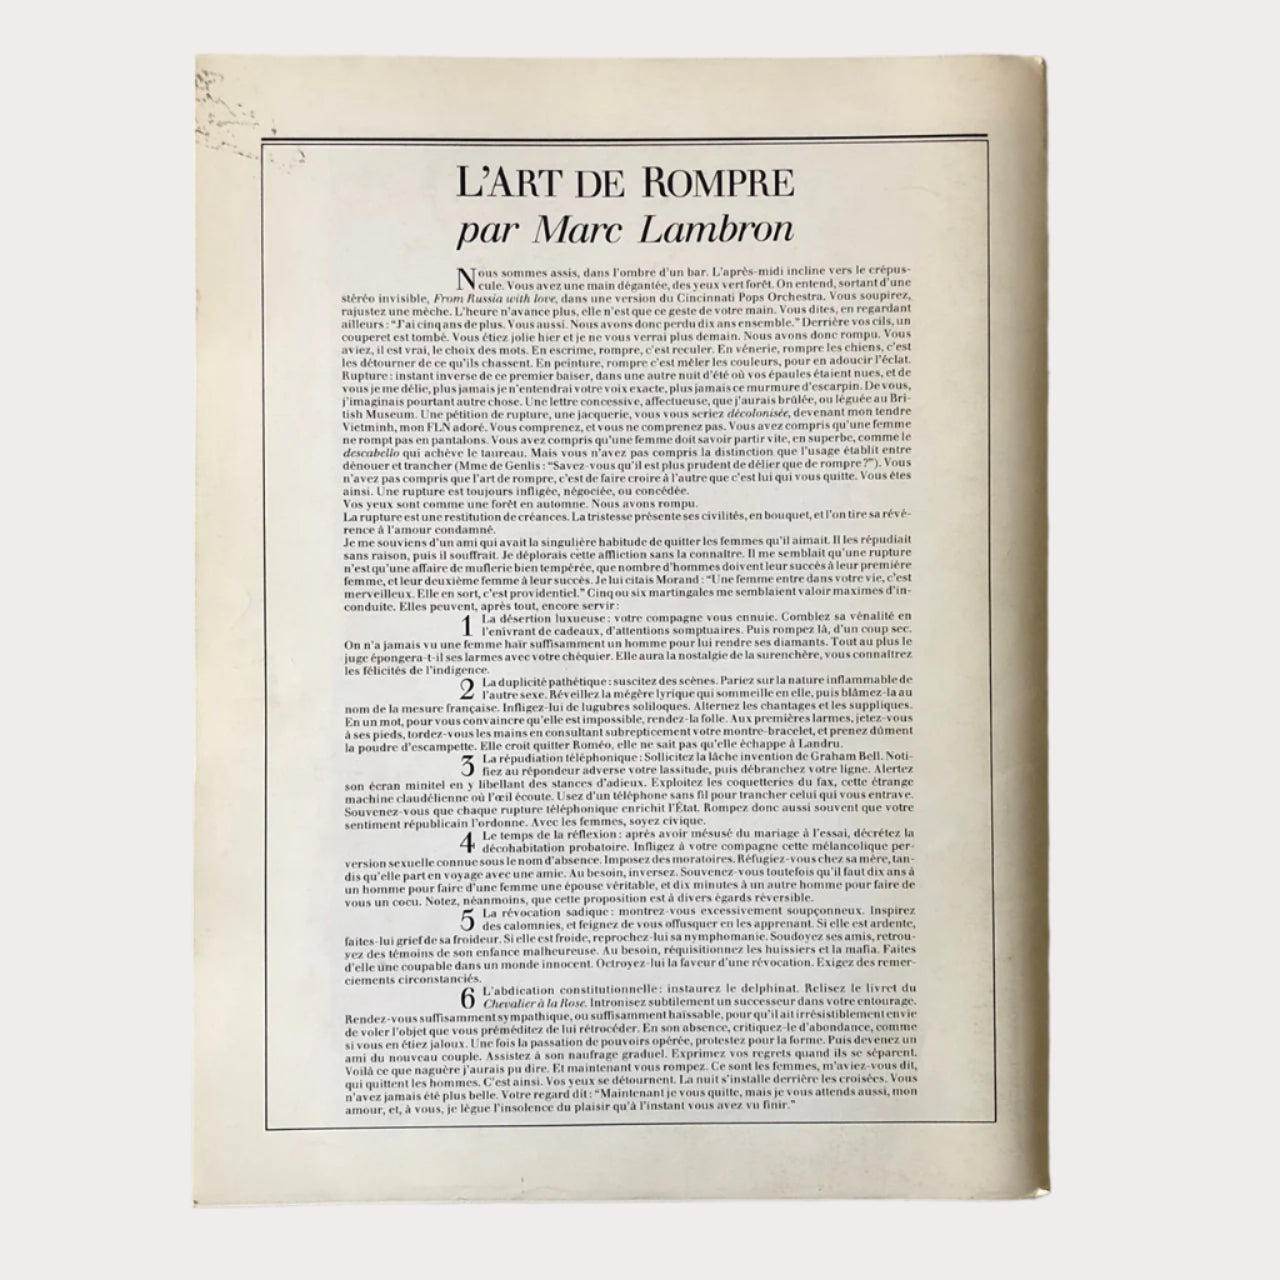 L'ART DE ROMPRE
par Marc Lambron
Nous sommes assis, dans l'ombre d'un bar. L'après-midi incline vers le crépus-
cule. Vous avez une main dégantée, des yeux vert forêt. On entend, sortant d'une
stéréo invisible, From Russia with love, dans une version du Cincinnati Pops Orchestra. Vous soupirez,
rajustez une mèche. L'heure n'avance plus, elle n'est que ce geste de votre main. Vous dites, en regardant
ailleurs : “J'ai cinq ans de plus. Vous aussi. Nous avons donc perdu dix ans ensemble.” Derrière vos cils, un
couperet est tombé. Vous étiez jolie hier et je ne vous verrai plus demain. Nous avons donc rompu. Vous
aviez, il est vrai, le choix des mots. En escrime, rompre, c'est reculer. En vénerie, rompre les chiens, c'est
les détourner de ce qu'ils chassent. En peinture, rompre c'est mêler les couleurs, pour en adoucir l'éclat.
Rupture : instant inverse de ce premier baiser, dans une autre nuit d'été où vos épaules étaient nues, et de
vous je me délie, plus jamais je n'entendrai votre voix exacte, plus jamais ce murmure d'escarpin. De vous,
j'imaginais pourtant autre chose. Une lettre concessive, affectueuse, que j'aurais brûlée, ou léguée au Bri-
tish Museum. Une pétition de rupture, une jacquerie, vous vous seriez décolonisée, devenant mon tendre
Vietminh, mon FLN adoré. Vous comprenez, et vous ne comprenez pas. Vous avez compris qu'une femme
ne rompt pas en pantalons. Vous avez compris qu'une femme doit savoir partir vite, en superbe, comme le
descabello qui achève le taureau. Mais vous n'avez pas compris la distinction que l'usage établit entre
dénouer et trancher (Mme de Genlis : “Savez-vous qu'il est plus prudent de délier que de rompre ?”). Vous
n'avez pas compris que l'art de rompre, c'est de faire croire à l'autre que c'est lui qui vous quitte. Vous êtes
ainsi. Une rupture est toujours infligée, négociée, ou concédée.
Vos yeux sont comme une forêt en automne. Nous avons rompu.
La rupture est une restitution de créances. La tristesse présente ses civilités, en bouquet, et l'on tire sa révé-
rence à l'amour condamné.
Je me souviens d'un ami qui avait la singulière habitude de quitter les femmes qu'il aimait. Il les répudiait
sans raison, puis il souffrait. Je déplorais cette affliction sans la connaître. Il me semblait qu'une rupture
n'est qu'une affaire de muflerie bien tempérée, que nombre d'hommes doivent leur succès à leur première
femme, et leur deuxième femme à leur succès. Je lui citais Morand : “Une femme entre dans votre vie, c'est
merveilleux. Elle en sort, c'est providentiel.” Cinq ou six martingales me semblaient valoir maximes d'in-
conduite. Elles peuvent, après tout, encore servir :
1 La désertion luxueuse : votre compagne vous ennuie. Comblez sa vénalité en
l'enivrant de cadeaux, d'attentions somptuaires. Puis rompez là, d'un coup sec.
On n'a jamais vu une femme haïr suffisamment un homme pour lui rendre ses diamants. Tout au plus le
juge épongera-t-il ses larmes avec votre chéquier. Elle aura la nostalgie de la surenchère, vous connaîtrez
les félicités de l'indigence.
2 La duplicité pathétique : suscitez des scènes. Pariez sur la nature inflammable de
l'autre sexe. Réveillez la mégère lyrique qui sommeille en elle, puis blâmez-la au
nom de la mesure française. Infligez-lui de lugubres soliloques. Alternez les chantages et les suppliques.
En un mot, pour vous convaincre qu'elle est impossible, rendez-la folle. Aux premières larmes, jetez-vous
à ses pieds, tordez-vous les mains en consultant subrepticement votre montre-bracelet, et prenez dûment
la poudre d'escampette. Elle croit quitter Roméo, elle ne sait pas qu'elle échappe à Landru.
3 La répudiation téléphonique : Sollicitez la lâche invention de Graham Bell. Noti-
fiez au répondeur adverse votre lassitude, puis débranchez votre ligne. Alertez
son écran minitel en y libellant des stances d'adieux. Exploitez les coquetteries du fax, cette étrange
machine claudélienne où l'œil écoute. Usez d'un téléphone sans fil pour trancher celui qui vous entrave.
Souvenez-vous que chaque rupture téléphonique enrichit l'État. Rompez donc aussi souvent que votre
sentiment républicain l'ordonne. Avec les femmes, soyez civique.
4 Le temps de la réflexion : après avoir mésusé du mariage à l'essai, décrétez la
décohabitation probatoire. Infligez à votre compagne cette mélancolique per-
version sexuelle connue sous le nom d'absence. Imposez des moratoires. Réfugiez-vous chez sa mère, tan-
dis qu'elle part en voyage avec une amie. Au besoin, inversez. Souvenez-vous toutefois qu'il faut dix ans à
un homme pour faire d'une femme une épouse véritable, et dix minutes à un autre homme pour faire de
vous un cocu. Notez, néanmoins, que cette proposition est à divers égards réversible.
5 La révocation sadique : montrez-vous excessivement soupçonneux. Inspirez
des calomnies, et feignez de vous offusquer en les apprenant. Si elle est ardente,
faites-lui grief de sa froideur. Si elle est froide, reprochez-lui sa nymphomanie. Soudoyez ses amis, retrou-
vez des témoins de son enfance malheureuse. Au besoin, réquisitionnez les huissiers et la mafia. Faites
d'elle une coupable dans un monde innocent. Octroyez-lui la faveur d'une révocation. Exigez des remer-
ciements circonstanciés.
6 L'abdication constitutionnelle : instaurez le delphinat. Relisez le livret du
Chevalier à la Rose. Intronisez subtilement un successeur dans votre entourage.
Rendez-vous suffisamment sympathique, ou suffisamment haïssable, pour qu'il ait irrésistiblement envie
de voler l'objet que vous préméditez de lui rétrocéder. En son absence, critiquez-le d'abondance, comme
si vous en étiez jaloux. Une fois la passation de pouvoirs opérée, protestez pour la forme. Puis devenez un
ami du nouveau couple. Assistez à son naufrage graduel. Exprimez vos regrets quand ils se séparent.
Voilà ce que naguère j'aurais pu dire. Et maintenant vous rompez. Ce sont les femmes, m'aviez-vous dit,
qui quittent les hommes. C'est ainsi. Vos yeux se détournent. La nuit s'installe derrière les croisées. Vous
n'avez jamais été plus belle. Votre regard dit : “Maintenant je vous quitte, mais je vous attends aussi, mon
amour, et, à vous, je lègue l'insolence du plaisir qu'à l'instant vous avez vu finir.”